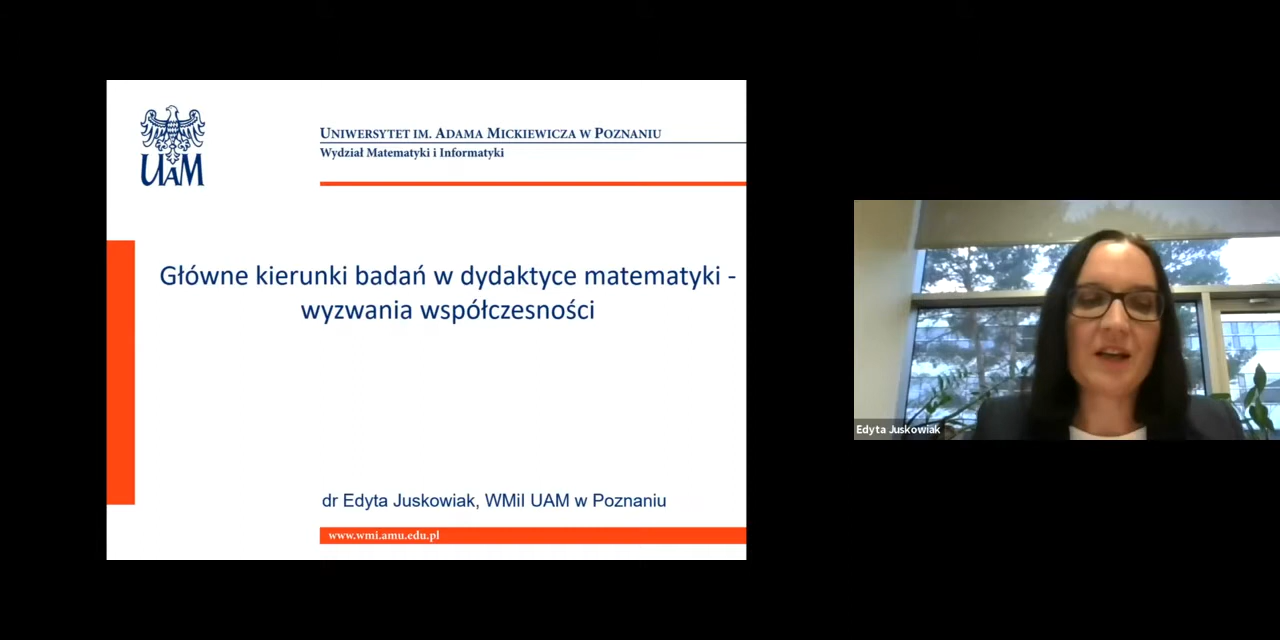 UAM
UNIWERSYTET IM. ADAMA MICKIEWICZA W POZNANIU
Wydział Matematyki i Informatyki
Główne kierunki badań w dydaktyce matematyki -
wyzwania współczesności
dr Edyta Juskowiak, WMiI UAM w Poznaniu
www.wmi.amu.edu.pl
Edyta Juskowiak